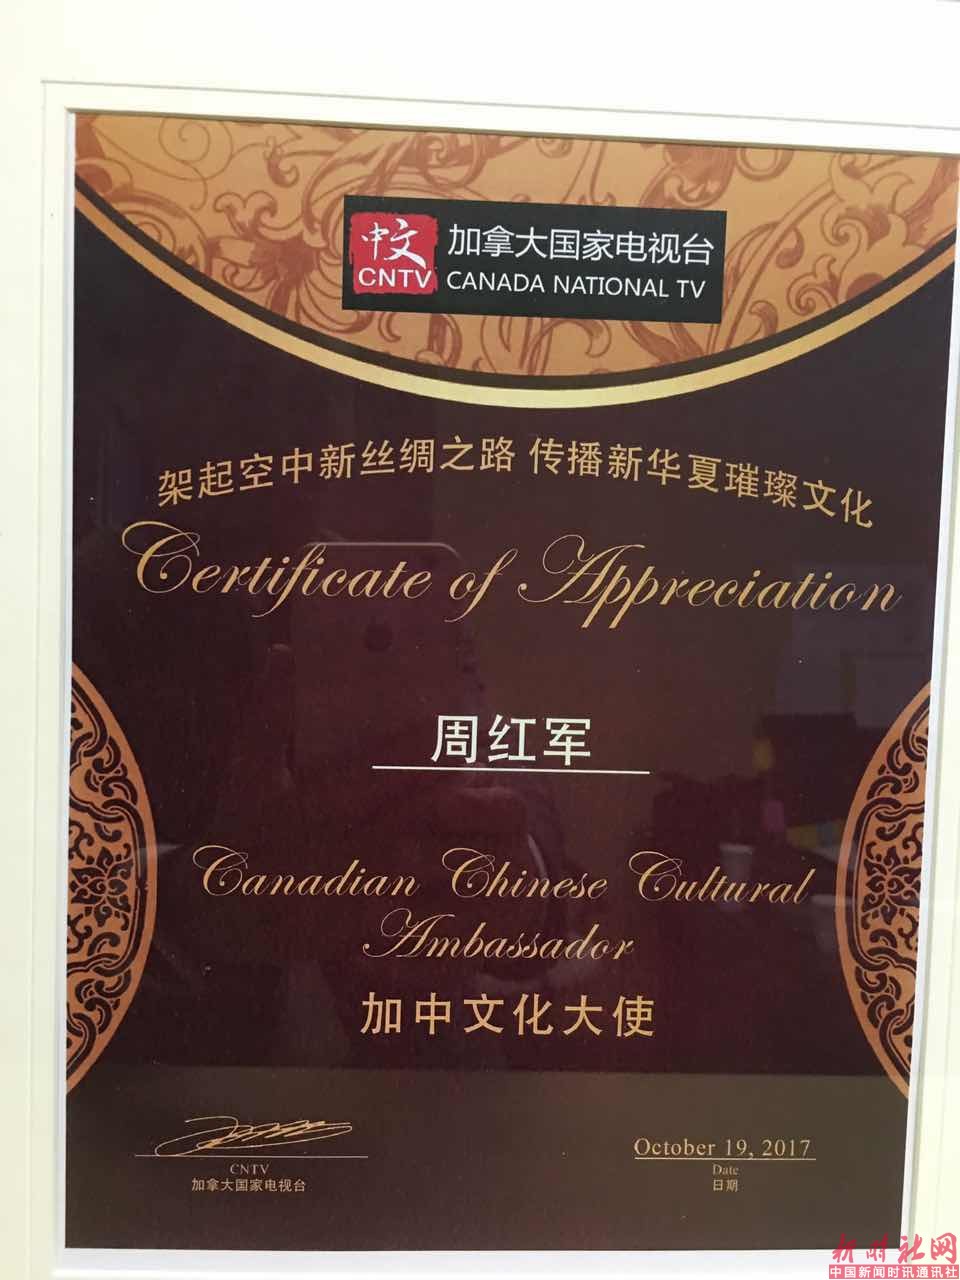 中文
CNTV
加拿大国家电视台
CANADA NATIONAL TV
架起空中新丝绸之路 传播新华夏璀璨文化
Certificate of Appreciation
周红军
Canadian Chinese Cultural
Ambassador
加中文化大使
CNTV
加拿大国家电视台
October 19, 2017
Date
日期
新时社网
中国新闻时讯通讯社